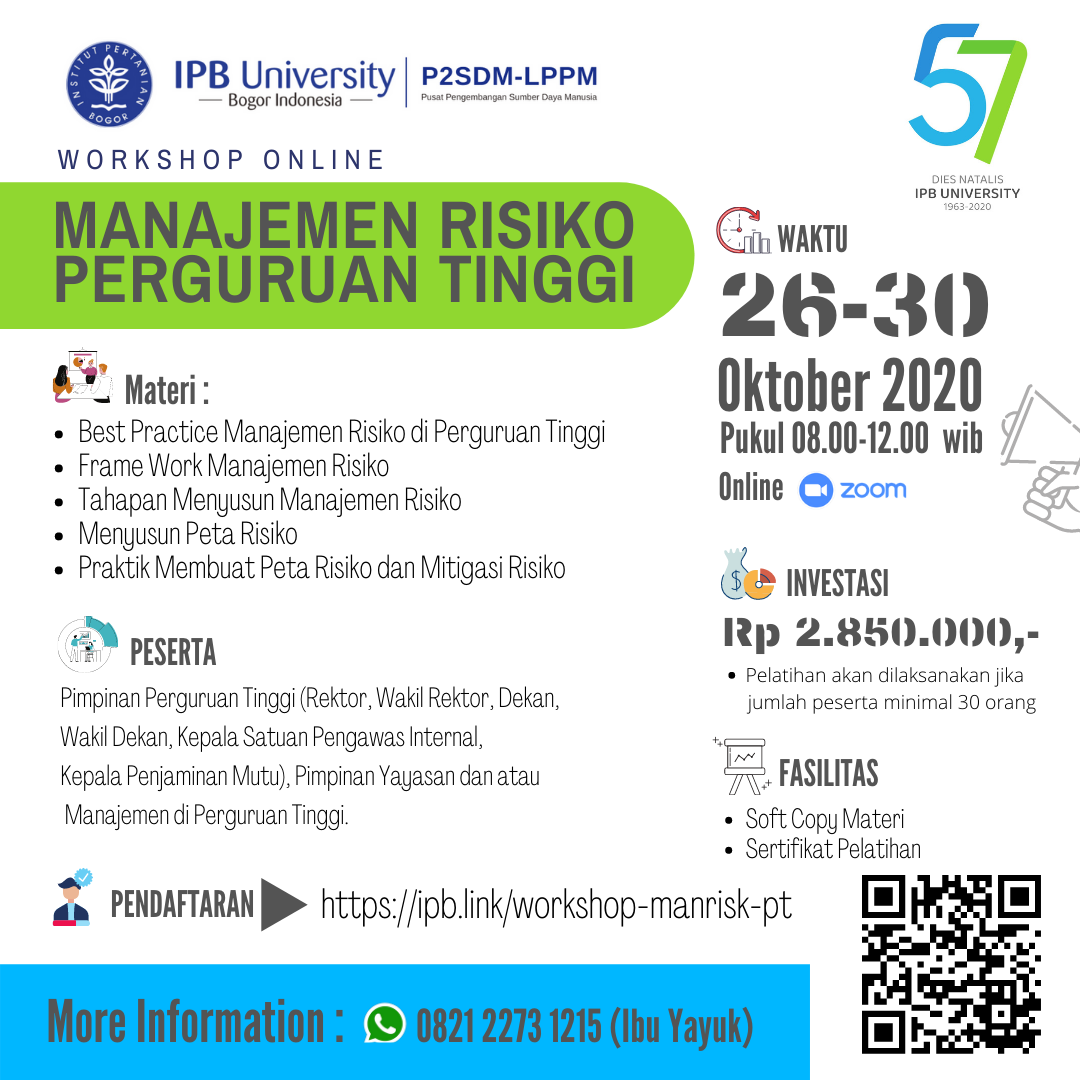 INSTITUT PERTANIAN
BOGOR
IPB University
Bogor Indonesia
P2SDM-LPPM
Pusat Pengembangan Sumber Daya Manusia
57
DIES NATALIS
IPB UNIVERSITY
1963-2020
WORKSHOP ONLINE
MANAJEMEN RISIKO
PERGURUAN TINGGI
Materi :
• Best Practice Manajemen Risiko di Perguruan Tinggi
• Frame Work Manajemen Risiko
• Tahapan Menyusun Manajemen Risiko
• Menyusun Peta Risiko
• Praktik Membuat Peta Risiko dan Mitigasi Risiko
PESERTA
Pimpinan Perguruan Tinggi (Rektor, Wakil Rektor, Dekan,
Wakil Dekan, Kepala Satuan Pengawas Internal,
Kepala Penjaminan Mutu), Pimpinan Yayasan dan atau
Manajemen di Perguruan Tinggi.
WAKTU
26-30
Oktober 2020
Pukul 08.00-12.00 wib
Online zoom
INVESTASI
Rp 2.850.000,-
• Pelatihan akan dilaksanakan jika
jumlah peserta minimal 30 orang
FASILITAS
• Soft Copy Materi
• Sertifikat Pelatihan
PENDAFTARAN https://ipb.link/workshop-manrisk-pt
More Information : 0821 2273 1215 (Ibu Yayuk)